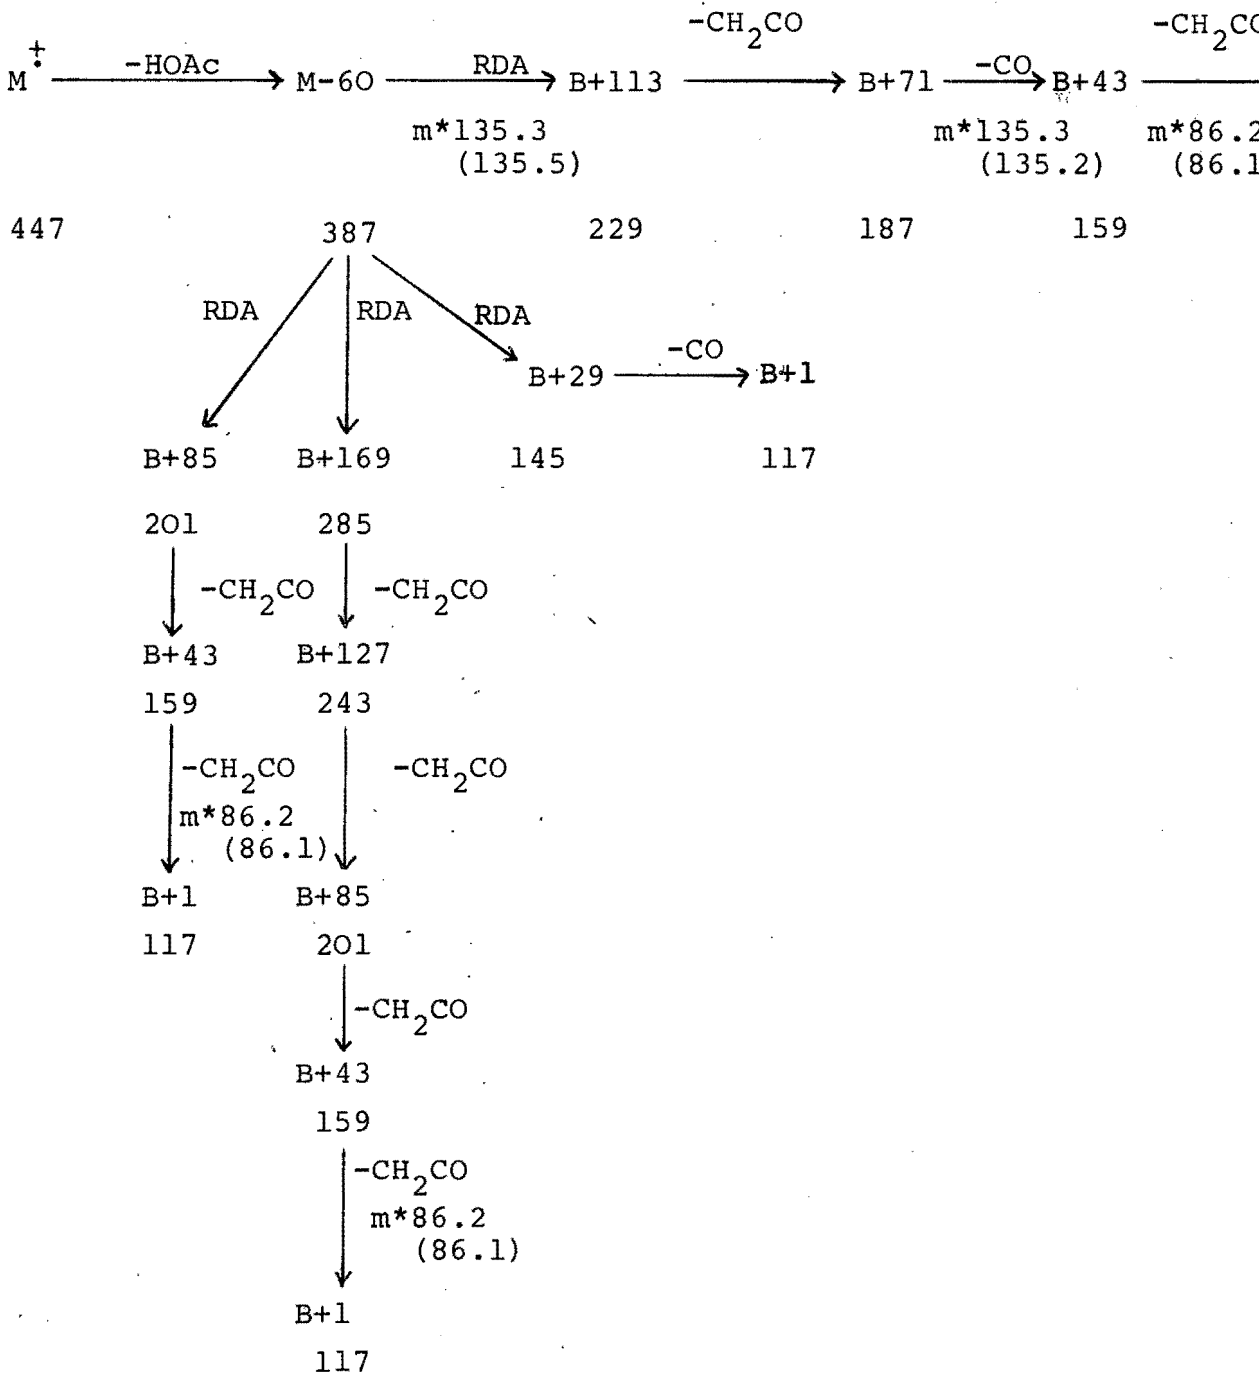 -CH2CO -CH2CO
M+• -HOAc M-60 RDA B+113 B+71 -CO B+43
m*135.3 m*135.3 m*86.2
(135.5) (135.2) (86.1
447 387 229 187 159
RDA RDA RDA
B+29 -CO B+1
B+85 B+169 145 117
201 285
-CH2CO -CH2CO
B+43 B+127
159 243
-CH2CO -CH2CO
m*86.2
(86.1)
B+1 B+85
117 201
-CH2CO
B+43
159
-CH2CO
m*86.2
(86.1)
B+1
117